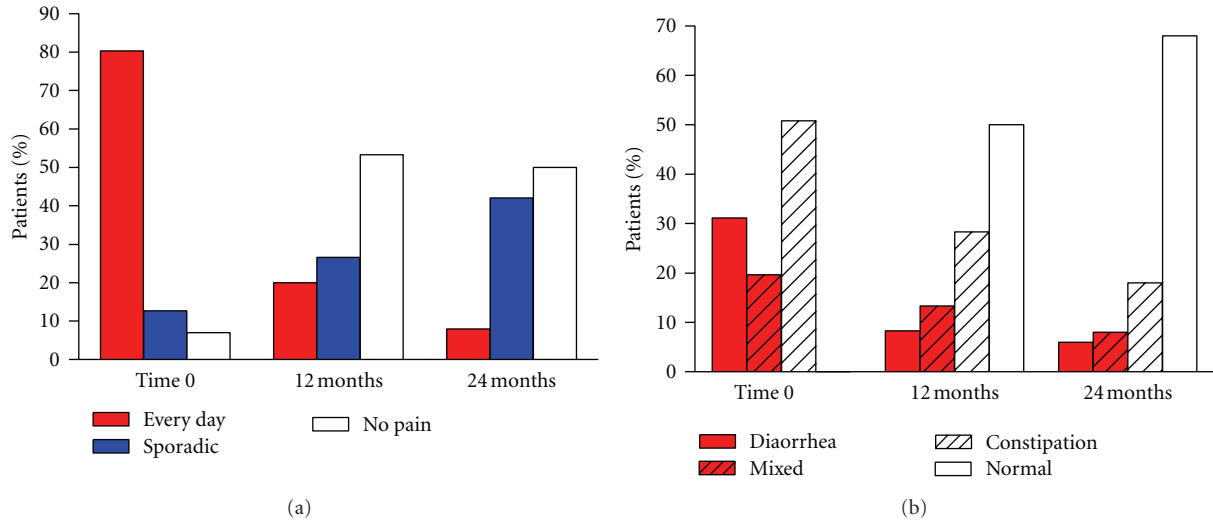 90
80
70
60
50
40
30
20
10
0
Patients (%)
Time 0 12 months 24 months
Every day No pain
Sporadic
(a)
70
60
50
40
30
20
10
0
Patients (%)
Time 0 12 months 24 months
Diaorrhea Constipation
Mixed Normal
(b)